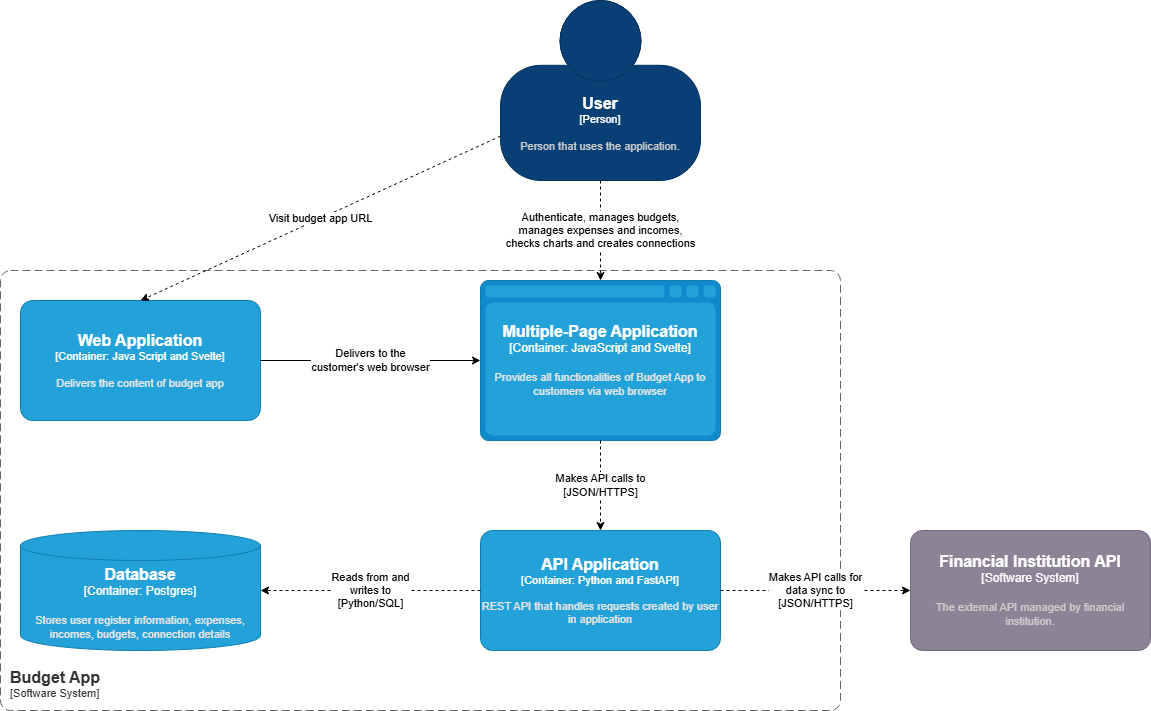 User
[Person]
Person that uses the application.
Visit budget app URL
Authenticate, manages budgets,
manages expenses and incomes,
checks charts and creates connections
Web Application
[Container: Java Script and Svelte]
Delivers the content of budget app
Delivers to the
customer's web browser
Multiple-Page Application
[Container: JavaScript and Svelte]
Provides all functionalities of Budget App to
customers via web browser
Makes API calls to
[JSON/HTTPS]
Database
[Container: Postgres]
Stores user register information, expenses,
incomes, budgets, connection details
Reads from and
writes to
[Python/SQL]
API Application
[Container: Python and FastAPI]
REST API that handles requests created by user
in application
Makes API calls for
data sync to
[JSON/HTTPS]
Financial Institution API
[Software System]
The external API managed by financial
institution.
Budget App
[Software System]